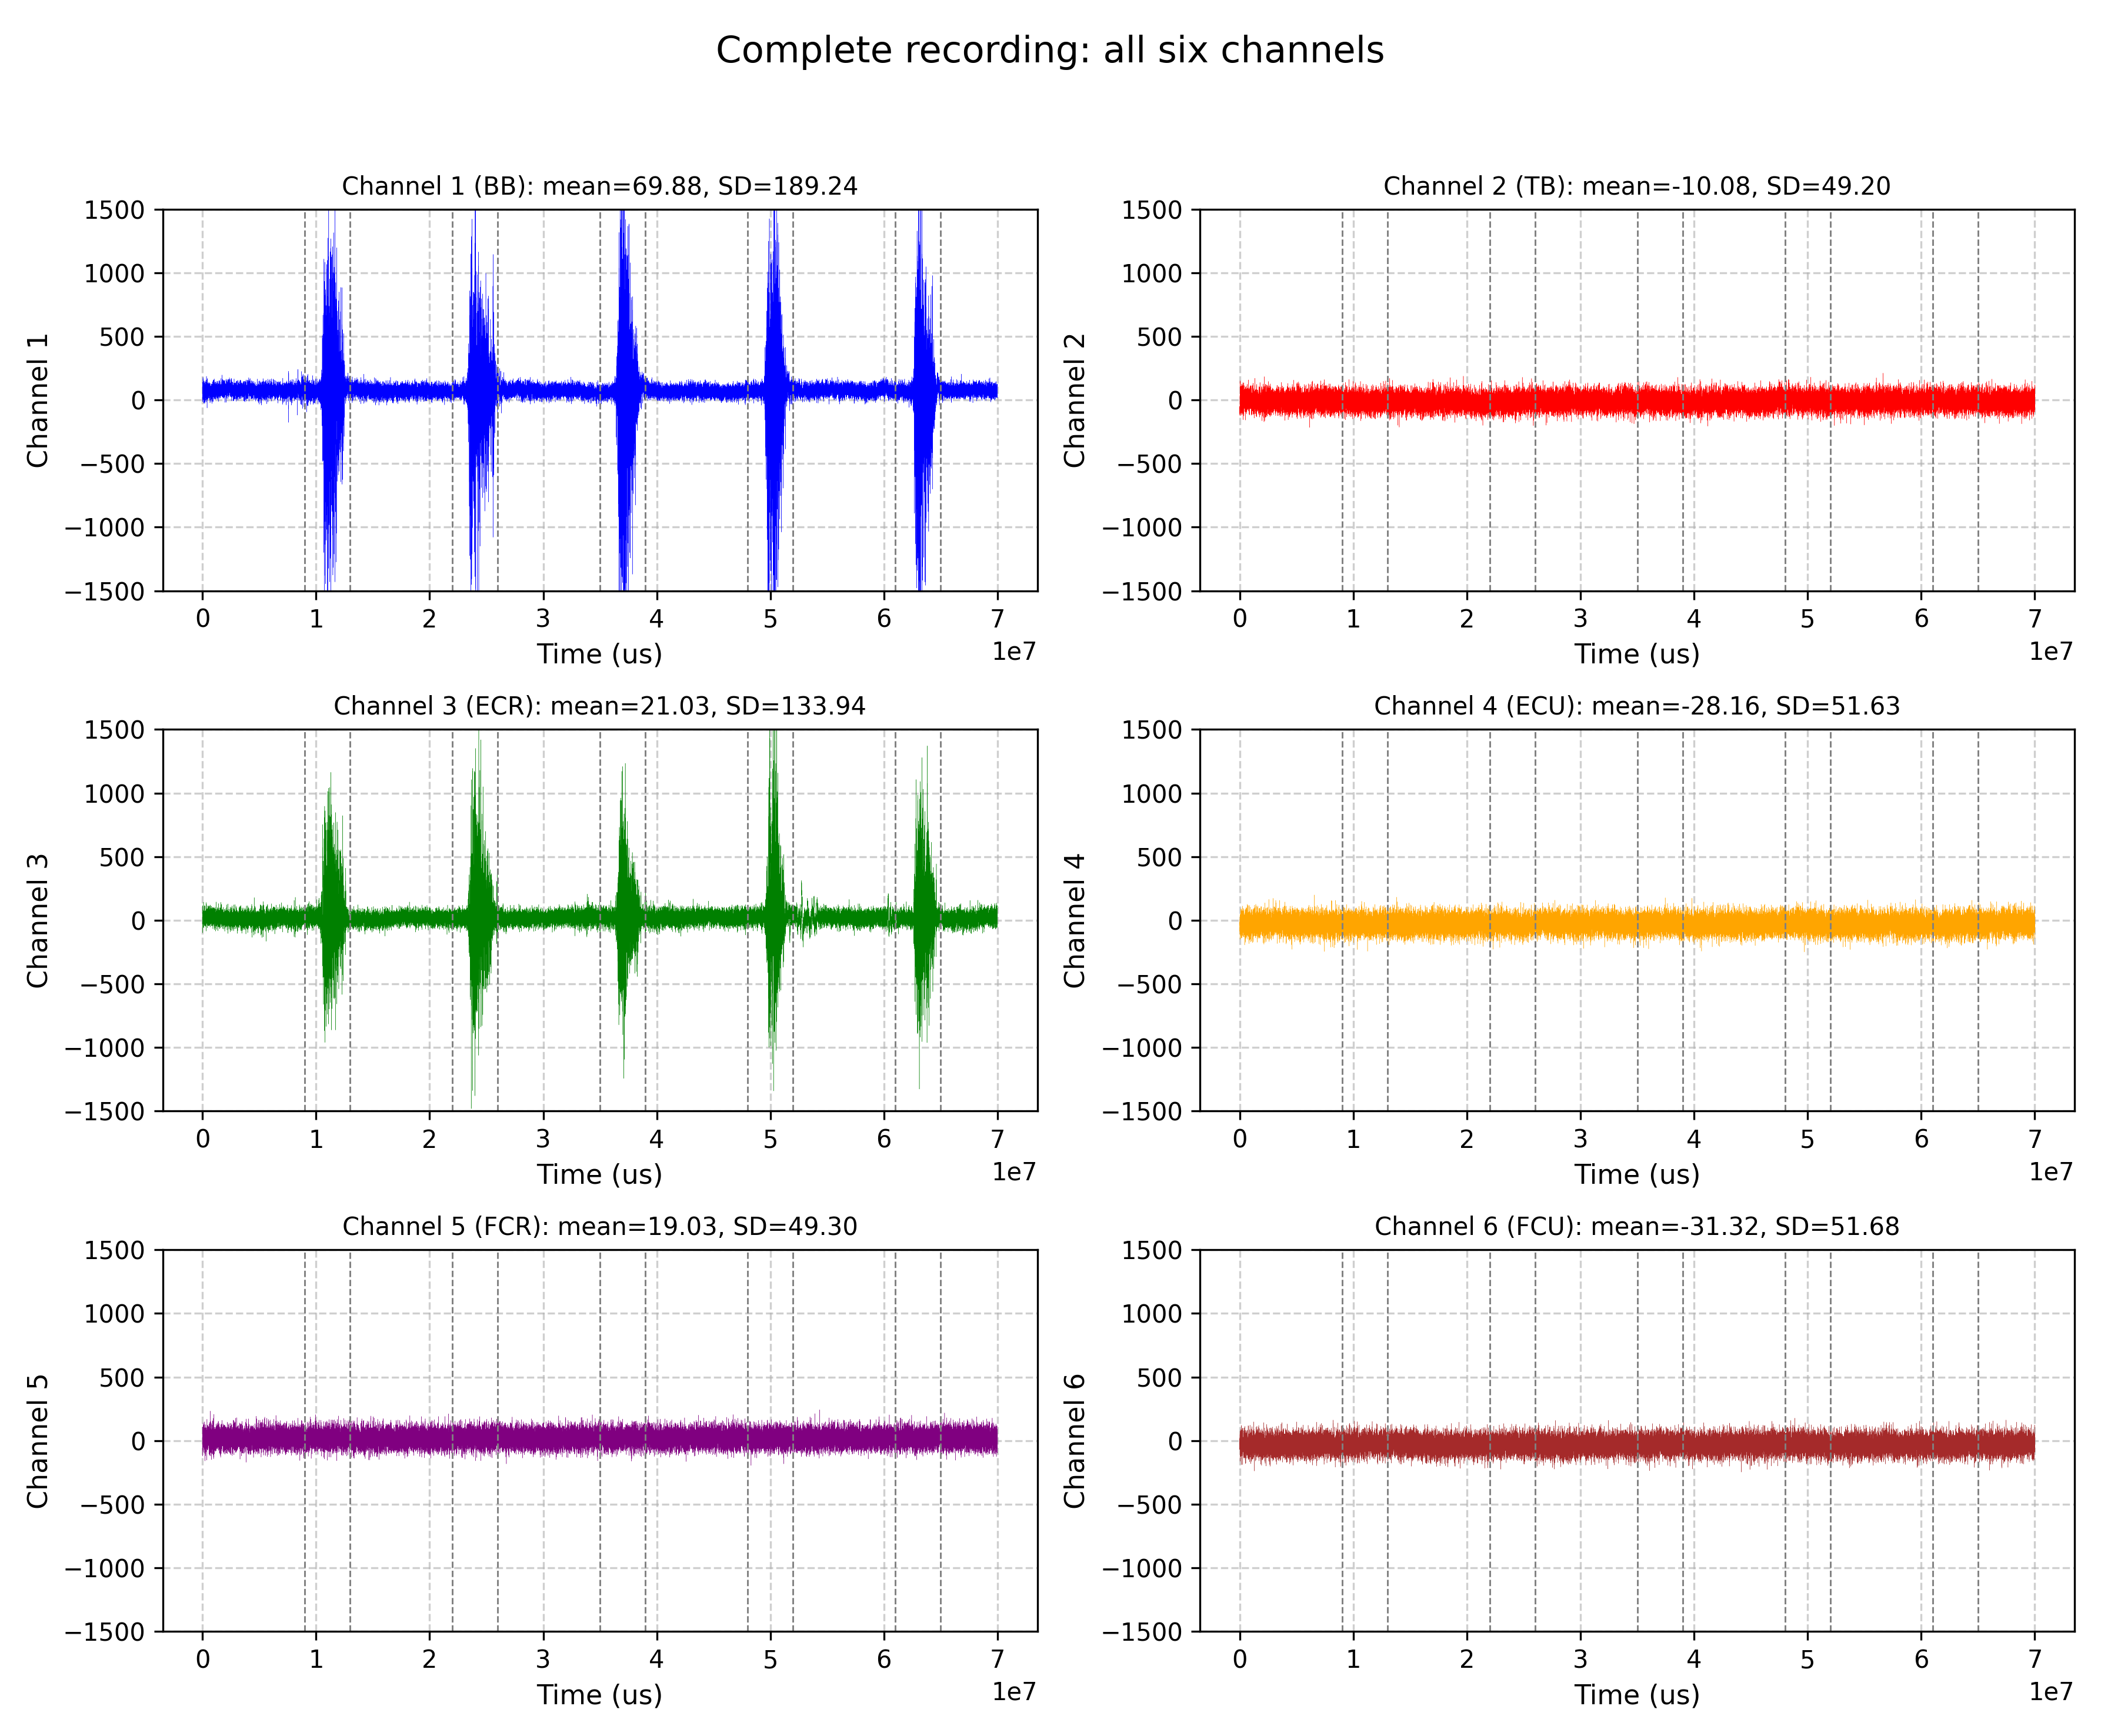 Complete recording: all six channels
Channel 1 (BB): mean=69.88, SD=189.24
1500
1000
500
0
−500
−1000
−1500
Channel 1
0 1 2 3 4 5 6 7
Time (us)
1e7
Channel 2 (TB): mean=-10.08, SD=49.20
1500
1000
500
0
−500
−1000
−1500
Channel 2
0 1 2 3 4 5 6 7
Time (us)
1e7
Channel 3 (ECR): mean=21.03, SD=133.94
1500
1000
500
0
−500
−1000
−1500
Channel 3
0 1 2 3 4 5 6 7
Time (us)
1e7
Channel 4 (ECU): mean=-28.16, SD=51.63
1500
1000
500
0
−500
−1000
−1500
Channel 4
0 1 2 3 4 5 6 7
Time (us)
1e7
Channel 5 (FCR): mean=19.03, SD=49.30
1500
1000
500
0
−500
−1000
−1500
Channel 5
0 1 2 3 4 5 6 7
Time (us)
1e7
Channel 6 (FCU): mean=-31.32, SD=51.68
1500
1000
500
0
−500
−1000
−1500
Channel 6
0 1 2 3 4 5 6 7
Time (us)
1e7